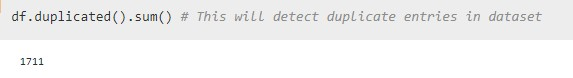 df.duplicated().sum() # This will detect duplicate entries in dataset
1711